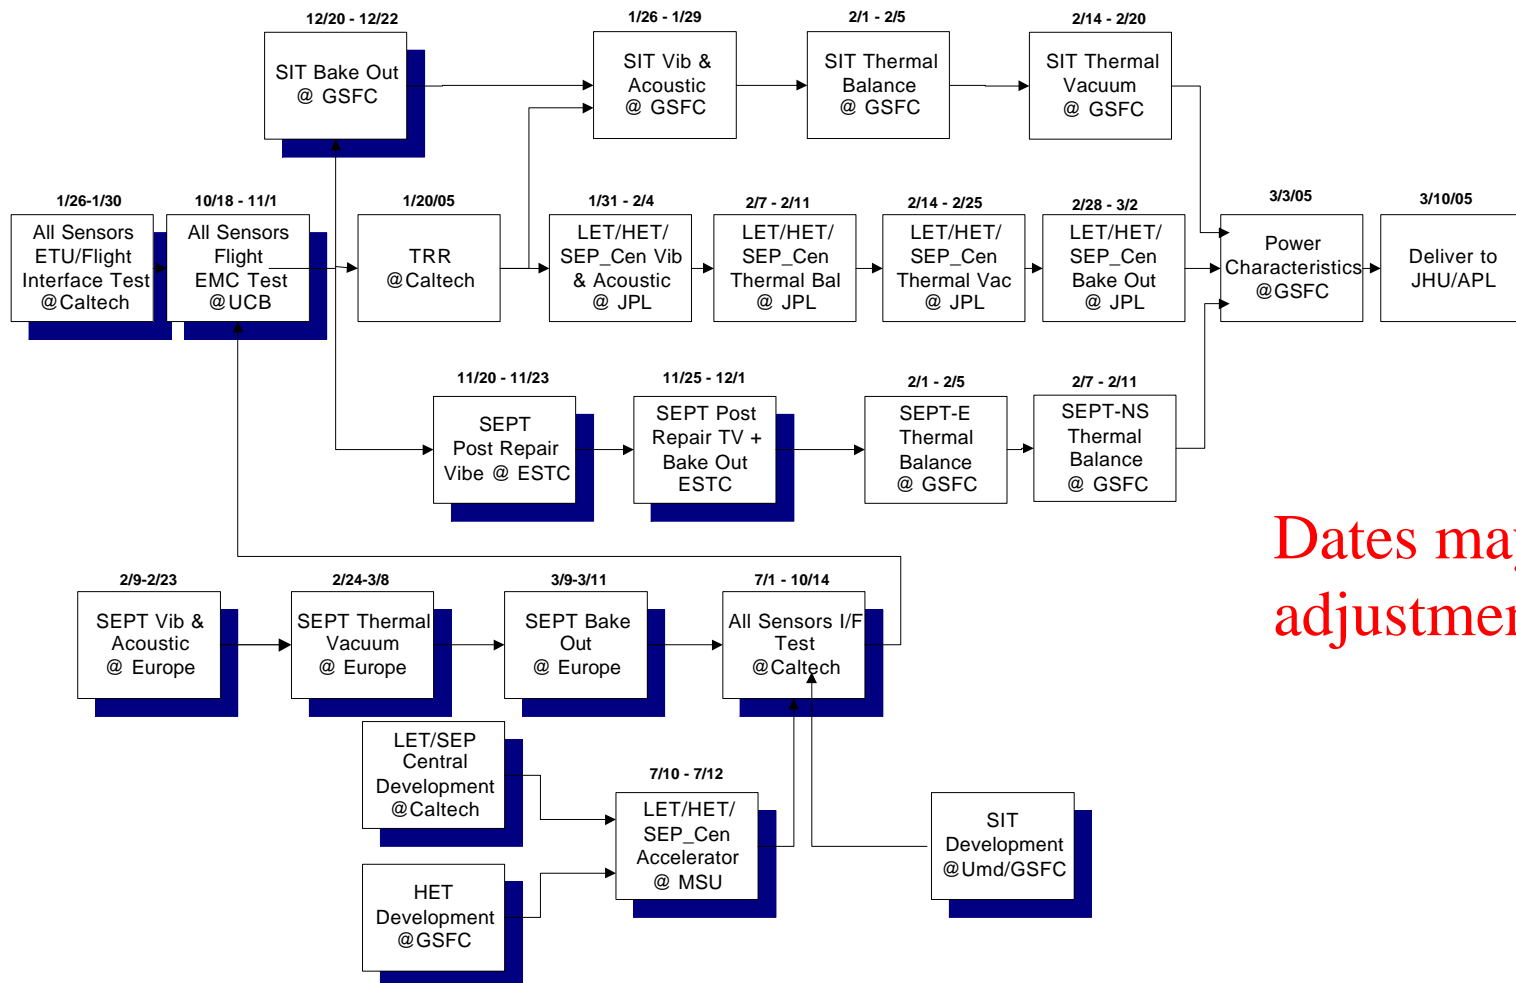 12/20 - 12/22
SIT Bake Out
@ GSFC
1/26 - 1/29
SIT Vib &
Acoustic
@ GSFC
2/1 - 2/5
SIT Thermal
Balance
@ GSFC
2/14 - 2/20
SIT Thermal
Vacuum
@ GSFC
1/26-1/30
All Sensors
ETU/Flight
Interface Test
@Caltech
10/18 - 11/1
All Sensors
Flight
EMC Test
@UCB
1/20/05
TRR
@Caltech
1/31 - 2/4
LET/HET/
SEP_Cen Vib
& Acoustic
@ JPL
2/7 - 2/11
LET/HET/
SEP_Cen
Thermal Bal
@ JPL
2/14 - 2/25
LET/HET/
SEP_Cen
Thermal Vac
@ JPL
2/28 - 3/2
LET/HET/
SEP_Cen
Bake Out
@ JPL
3/3/05
Power
Characteristics
@GSFC
3/10/05
Deliver to
JHU/APL
11/20 - 11/23
SEPT
Post Repair
Vibe @ ESTC
11/25 - 12/1
SEPT Post
Repair TV +
Bake Out
ESTC
2/1 - 2/5
SEPT-E
Thermal
Balance
@ GSFC
2/7 - 2/11
SEPT-NS
Thermal
Balance
@ GSFC
Dates may
adjustmen
2/9-2/23
SEPT Vib &
Acoustic
@ Europe
2/24-3/8
SEPT Thermal
Vacuum
@ Europe
3/9-3/11
SEPT Bake
Out
@ Europe
7/1 - 10/14
All Sensors I/F
Test
@Caltech
LET/SEP
Central
Development
@Caltech
7/10 - 7/12
LET/HET/
SEP_Cen
Accelerator
@ MSU
SIT
Development
@Umd/GSFC
HET
Development
@GSFC